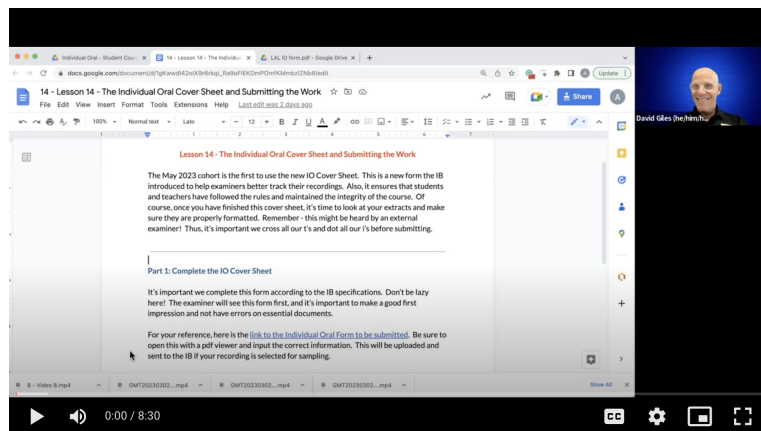 Individual Oral - Student Cours
14 - Lesson 14 - The Individua
LAL IO form.pdf - Google Drive
Update
14 - Lesson 14 - The Individual Oral Cover Sheet and Submitting the Work
Share
A
File Edit View Insert Format Tools Extensions Help Last edit was 2 days ago
100% Normal text Lato 12 B I U A
David Giles (he/him/h...
Lesson 14 - The Individual Oral Cover Sheet and Submitting the Work
The May 2023 cohort is the first to use the new IO Cover Sheet. This is a new form the IB
introduced to help examiners better track their recordings. Also, it ensures that students
and teachers have followed the rules and maintained the integrity of the course. Of
course, once you have finished this cover sheet, it's time to look at your extracts and make
sure they are properly formatted. Remember - this might be heard by an external
examiner! Thus, it's important we cross all our t's and dot all our i's before submitting.
Part 1: Complete the IO Cover Sheet
It's important we complete this form according to the IB specifications. Don't be lazy
here! The examiner will see this form first, and it's important to make a good first
impression and not have errors on essential documents.
For your reference, here is the link to the Individual Oral Form to be submitted. Be sure to
open this with a pdf viewer and input the correct information. This will be uploaded and
sent to the IB if your recording is selected for sampling.
8 - Video 8.mp4 GMT20230302....mp4 GMT20230302....mp4 GMT20230302....mp4 Show All
0:00 / 8:30 CC